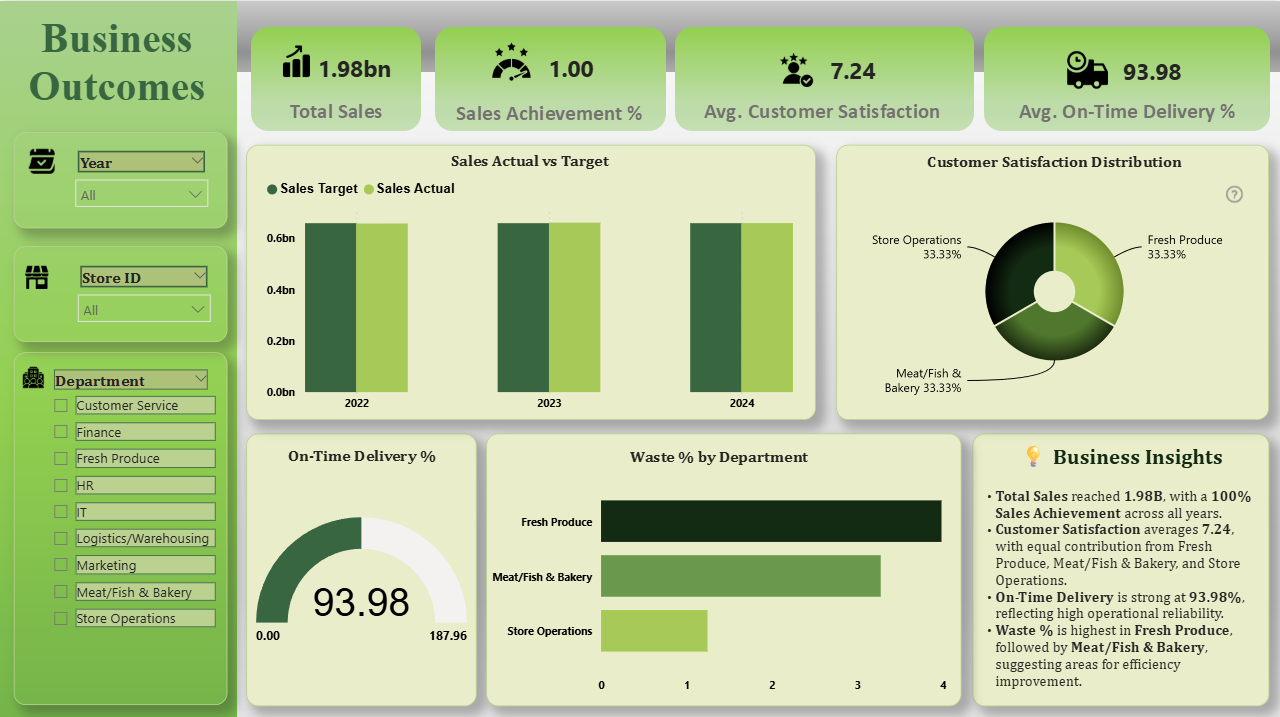 Business
Outcomes
Year
All
Store ID
All
Department
Customer Service
Finance
Fresh Produce
HR
IT
Logistics/Warehousing
Marketing
Meat/Fish & Bakery
Store Operations
1.98bn
Total Sales
1.00
Sales Achievement %
7.24
Avg. Customer Satisfaction
93.98
Avg. On-Time Delivery %
Sales Actual vs Target
Sales Target Sales Actual
0.6bn
0.4bn
0.2bn
0.0bn
2022 2023 2024
Customer Satisfaction Distribution
?
Store Operations
33.33%
Fresh Produce
33.33%
Meat/Fish &
Bakery 33.33%
On-Time Delivery %
93.98
0.00 187.96
Waste % by Department
Fresh Produce
Meat/Fish & Bakery
Store Operations
0 1 2 3 4
Business Insights
• Total Sales reached 1.98B, with a 100%
Sales Achievement across all years.
• Customer Satisfaction averages 7.24,
with equal contribution from Fresh
Produce, Meat/Fish & Bakery, and Store
Operations.
• On-Time Delivery is strong at 93.98%,
reflecting high operational reliability.
• Waste % is highest in Fresh Produce,
followed by Meat/Fish & Bakery,
suggesting areas for efficiency
improvement.